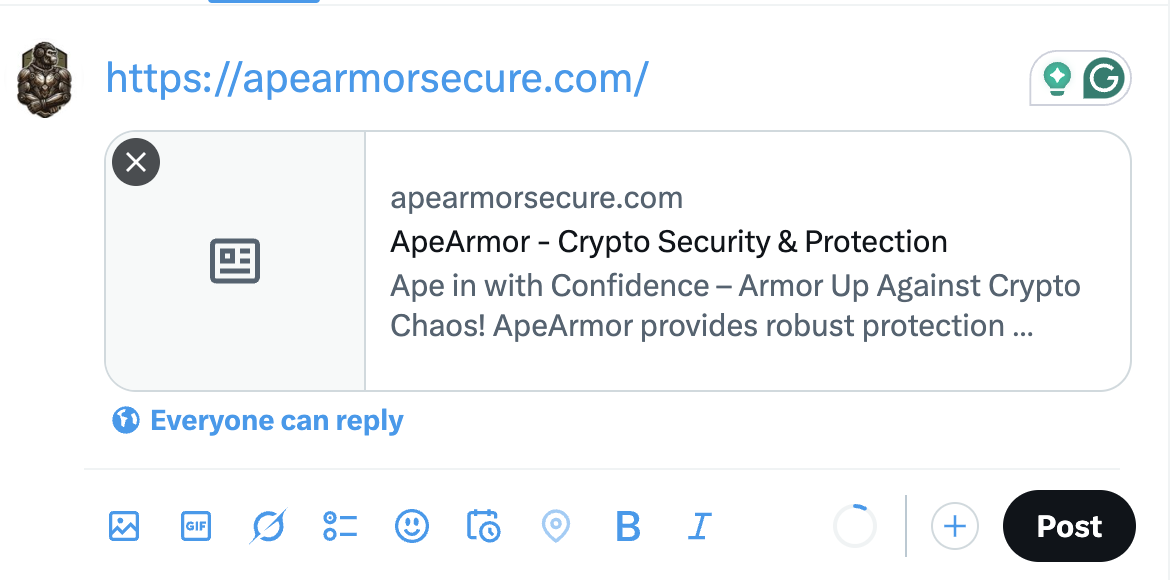 https://apearmorsecure.com/
G
apearmorsecure.com
ApeArmor - Crypto Security & Protection
Ape in with Confidence – Armor Up Against Crypto
Chaos! ApeArmor provides robust protection ...
Everyone can reply
GIF
B
I
Post